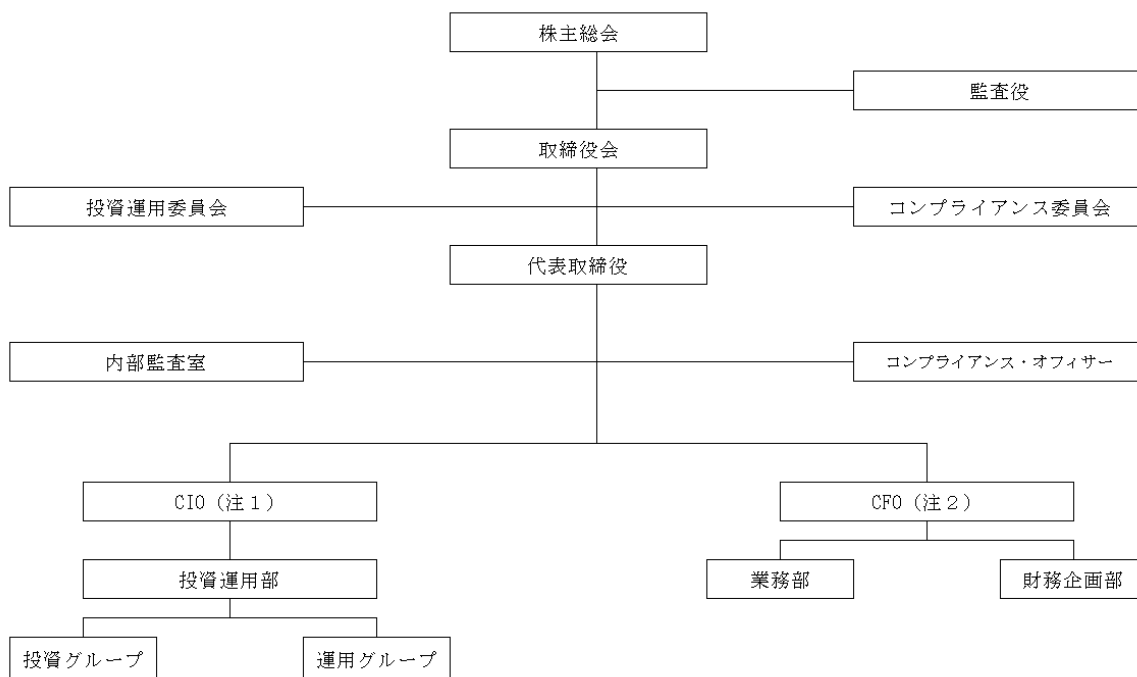 株主総会
監査役
取締役会
投資運用委員会
コンプライアンス委員会
代表取締役
内部監査室
コンプライアンス・オフィサー
CIO（注１）
CFO（注２）
投資運用部
業務部
財務企画部
投資グループ
運用グループ